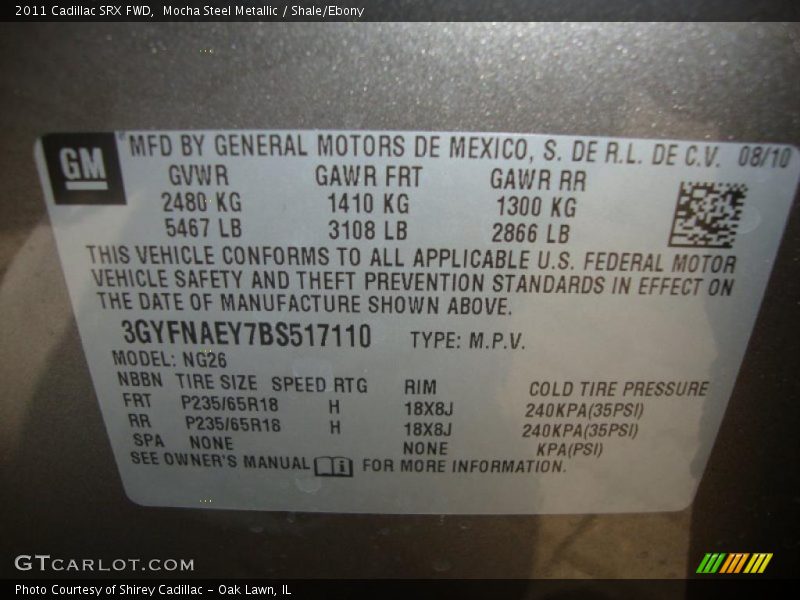 2011 Cadillac SRX FWD, Mocha Steel Metallic / Shale/Ebony
GM
MFD BY GENERAL MOTORS DE MEXICO, S. DE R.L. DE C.V. 08/10
GVWR GAWR FRT GAWR RR
2480 KG 1410 KG 1300 KG
5467 LB 3108 LB 2866 LB
THIS VEHICLE CONFORMS TO ALL APPLICABLE U.S. FEDERAL MOTOR
VEHICLE SAFETY AND THEFT PREVENTION STANDARDS IN EFFECT ON
THE DATE OF MANUFACTURE SHOWN ABOVE.
3GYFNAEY7BS517110 TYPE: M.P.V.
MODEL: NG26
NBBN TIRE SIZE SPEED RTG RIM COLD TIRE PRESSURE
FRT P235/65R18 H 18X8J 240KPA(35PSI)
RR P235/65R18 H 18X8J 240KPA(35PSI)
SPA NONE NONE KPA(PSI)
SEE OWNER'S MANUAL FOR MORE INFORMATION.
GTCARLOT.COM
Photo Courtesy of Shirey Cadillac - Oak Lawn, IL